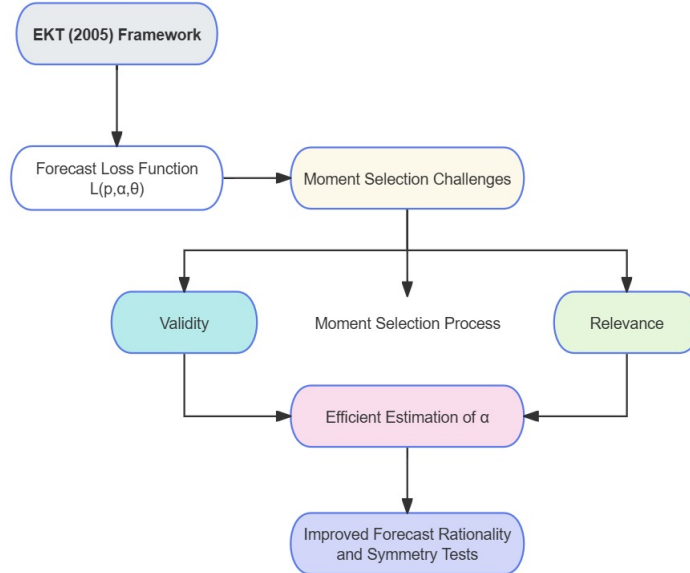 EKT (2005) Framework
Forecast Loss Function
L(p,α,θ)
Moment Selection Challenges
Validity
Moment Selection Process
Relevance
Efficient Estimation of α
Improved Forecast Rationality
and Symmetry Tests